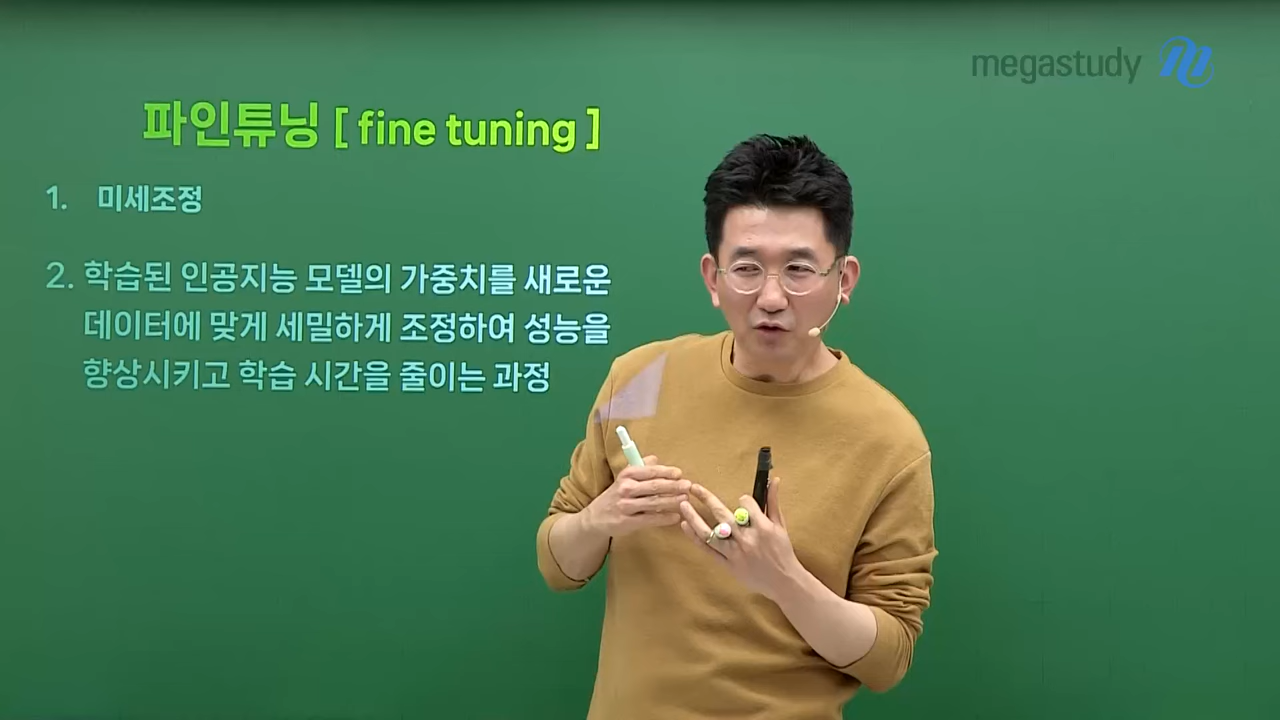 megastudy
파인튜닝 [ fine tuning ]
1. 미세조정
2. 학습된 인공지능 모델의 가중치를 새로운
데이터에 맞게 세밀하게 조정하여 성능을
향상시키고 학습 시간을 줄이는 과정